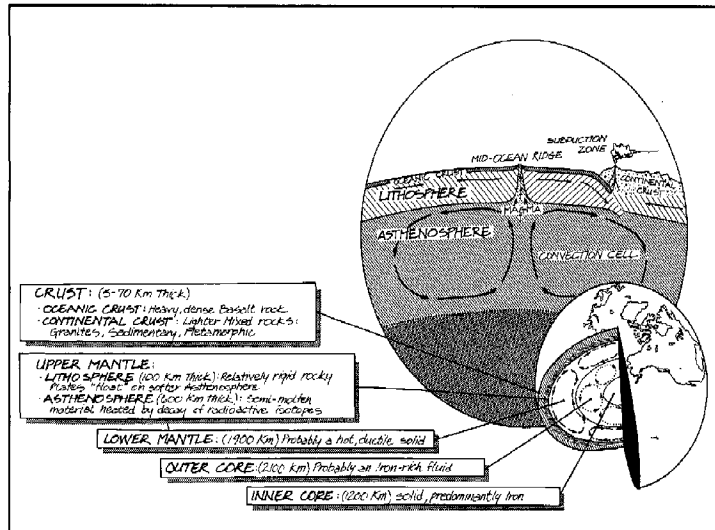 SUBDUCTION
ZONE
MID-OCEAN RIDGE
OCEANIC CRUST
CONTINENTAL
CRUST
LITHOSPHERE
MAGMA
ASTHENOSPHERE
CONVECTION CELL
CRUST: (5-70 Km Thick)
· OCEANIC CRUST: Heavy, dense Basalt rock
· CONTINENTAL CRUST: Lighter Mixed rocks:
Granites, Sedimentary, Metamorphic
UPPER MANTLE:
· LITHOSPHERE (100 Km Thick): Relatively rigid rocky
Plates "float" on softer asthenosphere
· ASTHENOSPHERE (600 Km thick): Semi-molten
material heated by decay of radioactive isotopes
LOWER MANTLE: (1900 Km) Probably a hot, ductile solid
OUTER CORE: (2100 km) Probably an iron-rich fluid
INNER CORE: (1200 Km) solid, predominantly Iron